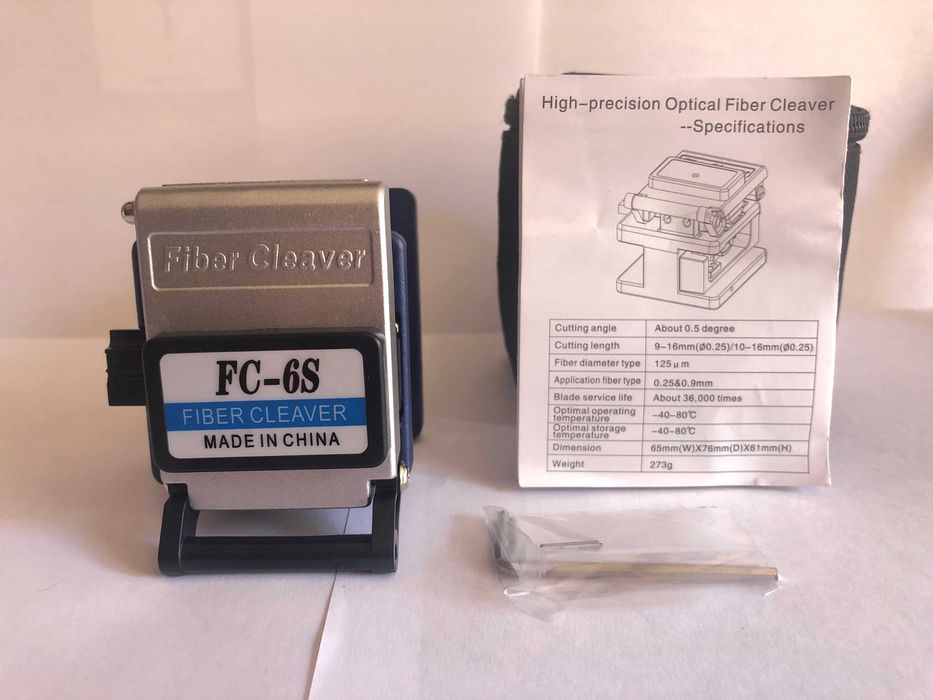 Fiber Cleaver
FC-6S
FIBER CLEAVER
MADE IN CHINA
High-precision Optical Fiber Cleaver
--Specifications
Cutting angle About 0.5 degree
Cutting length 9-16mm(Ø0.25)/10-16mm(Ø0.25)
Fiber diameter type 125μm
Application fiber type 0.25&0.9mm
Blade service life About 36,000 times
Optimal operating
temperature -40-80℃
Optimal storage
temperature -40-80℃
Dimension 65mm(W)X76mm(D)X61mm(H)
Weight 273g